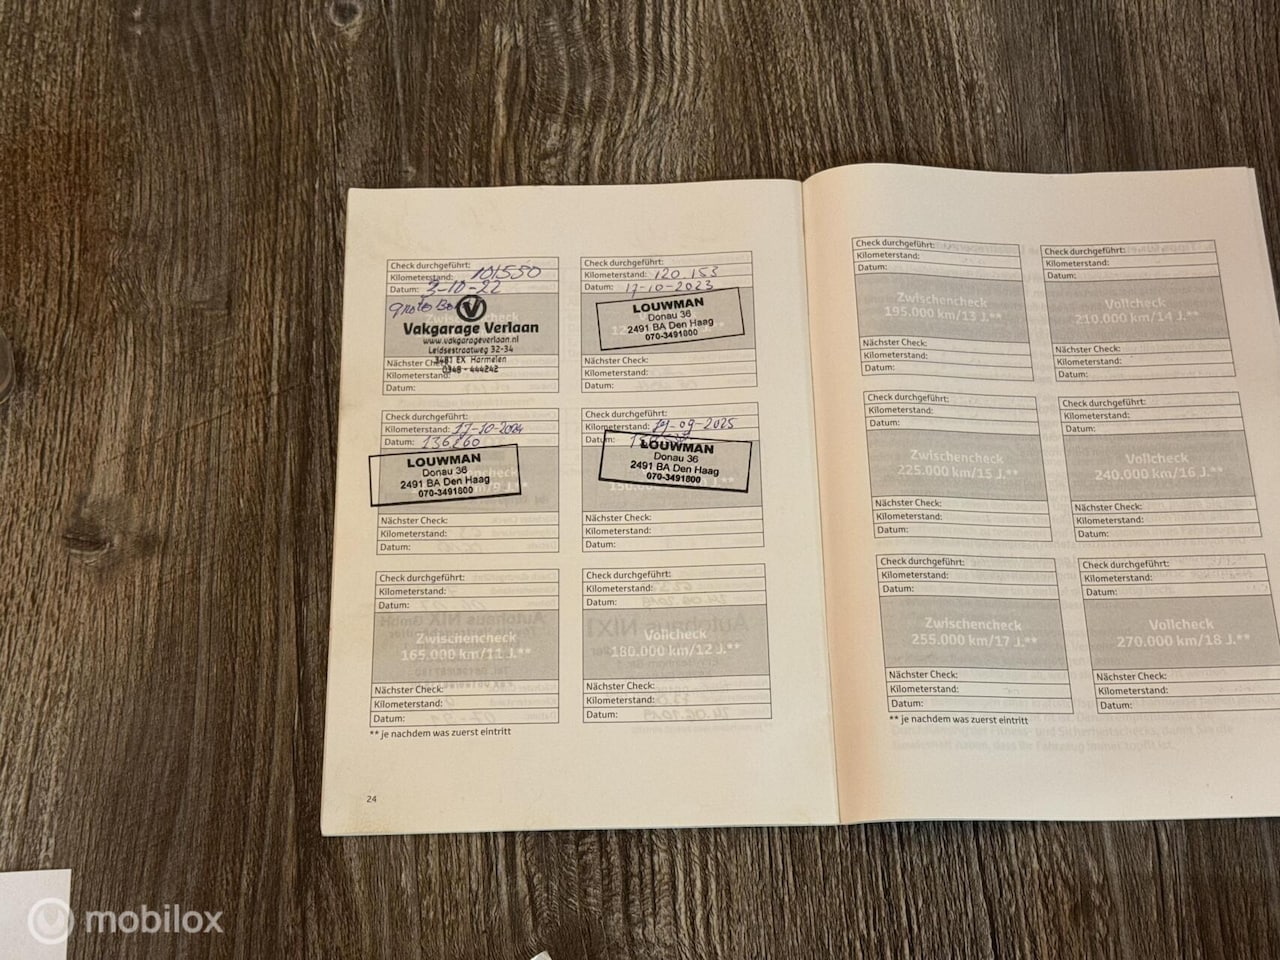 Check durchgeführt:
Kilometerstand: 101550
Datum: 3-10-22
Vakgarage Verlaan
www.vakgarageverlaan.nl
Leidsestraatweg 32-34
3481 EX Harmelen
0348 - 444242
Nächster Check:
Kilometerstand:
Datum:
Check durchgeführt:
Kilometerstand: 120 153
Datum: 17-10-2023
LOUWMAN
Donau 36
2491 BA Den Haag
070-3491800
Nächster Check:
Kilometerstand:
Datum:
Check durchgeführt:
Kilometerstand: 17-10-2024
Datum: 136260
LOUWMAN
Donau 36
2491 BA Den Haag
070-3491800
Nächster Check:
Kilometerstand:
Datum:
Check durchgeführt:
Kilometerstand: 19-09-2025
Datum:
LOUWMAN
Donau 36
2491 BA Den Haag
070-3491800
Nächster Check:
Kilometerstand:
Datum:
Check durchgeführt:
Kilometerstand:
Datum:
Zwischencheck
165.000 km/11 J.**
Nächster Check:
Kilometerstand:
Datum:
Check durchgeführt:
Kilometerstand:
Datum:
Vollcheck
180.000 km/12 J.**
Nächster Check:
Kilometerstand:
Datum:
** je nachdem was zuerst eintritt
24
Check durchgeführt:
Kilometerstand:
Datum:
Zwischencheck
195.000 km/13 J.**
Nächster Check:
Kilometerstand:
Datum:
Check durchgeführt:
Kilometerstand:
Datum:
Vollcheck
210.000 km/14 J.**
Nächster Check:
Kilometerstand:
Datum:
Check durchgeführt:
Kilometerstand:
Datum:
Zwischencheck
225.000 km/15 J.**
Nächster Check:
Kilometerstand:
Datum:
Check durchgeführt:
Kilometerstand:
Datum:
Vollcheck
240.000 km/16 J.**
Nächster Check:
Kilometerstand:
Datum:
Check durchgeführt:
Kilometerstand:
Datum:
Zwischencheck
255.000 km/17 J.**
Nächster Check:
Kilometerstand:
Datum:
Check durchgeführt:
Kilometerstand:
Datum:
Vollcheck
270.000 km/18 J.**
Nächster Check:
Kilometerstand:
Datum:
** je nachdem was zuerst eintritt
mobilox